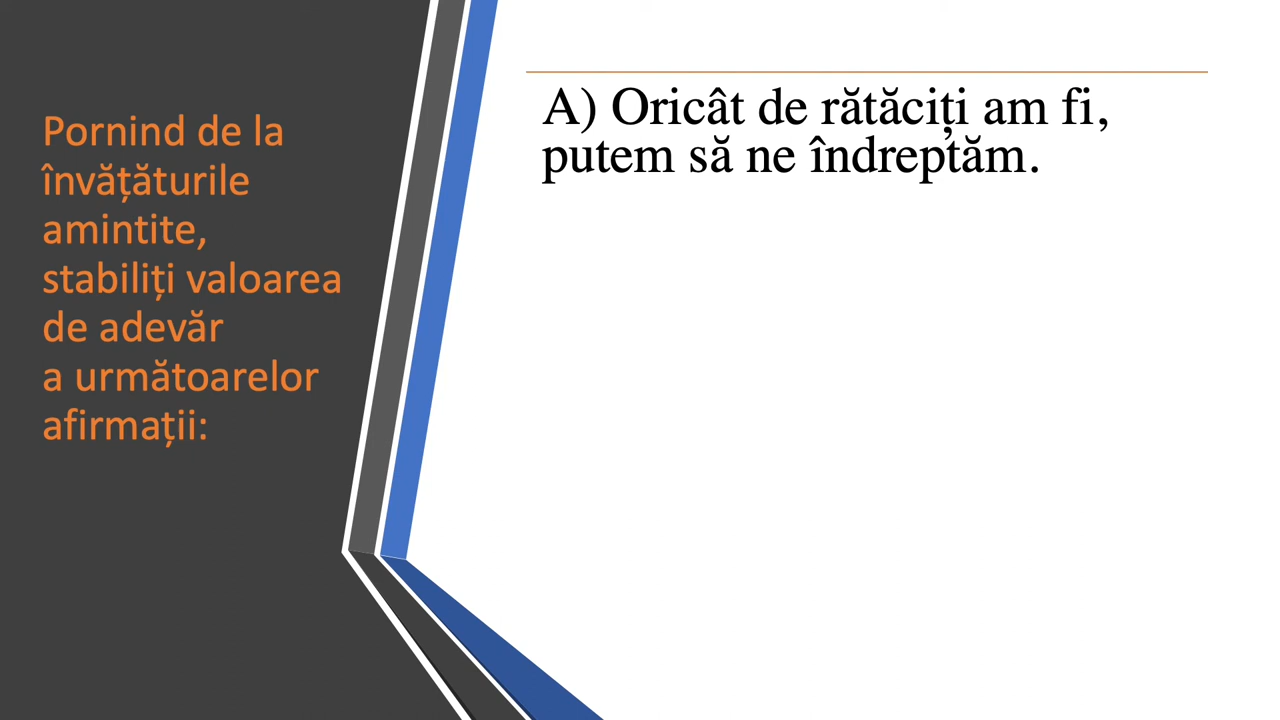 Pornind de la
învățăturile
amintite,
stabiliți valoarea
de adevăr
a următoarelor
afirmații:
A) Oricât de rătăciți am fi,
putem să ne îndreptăm.